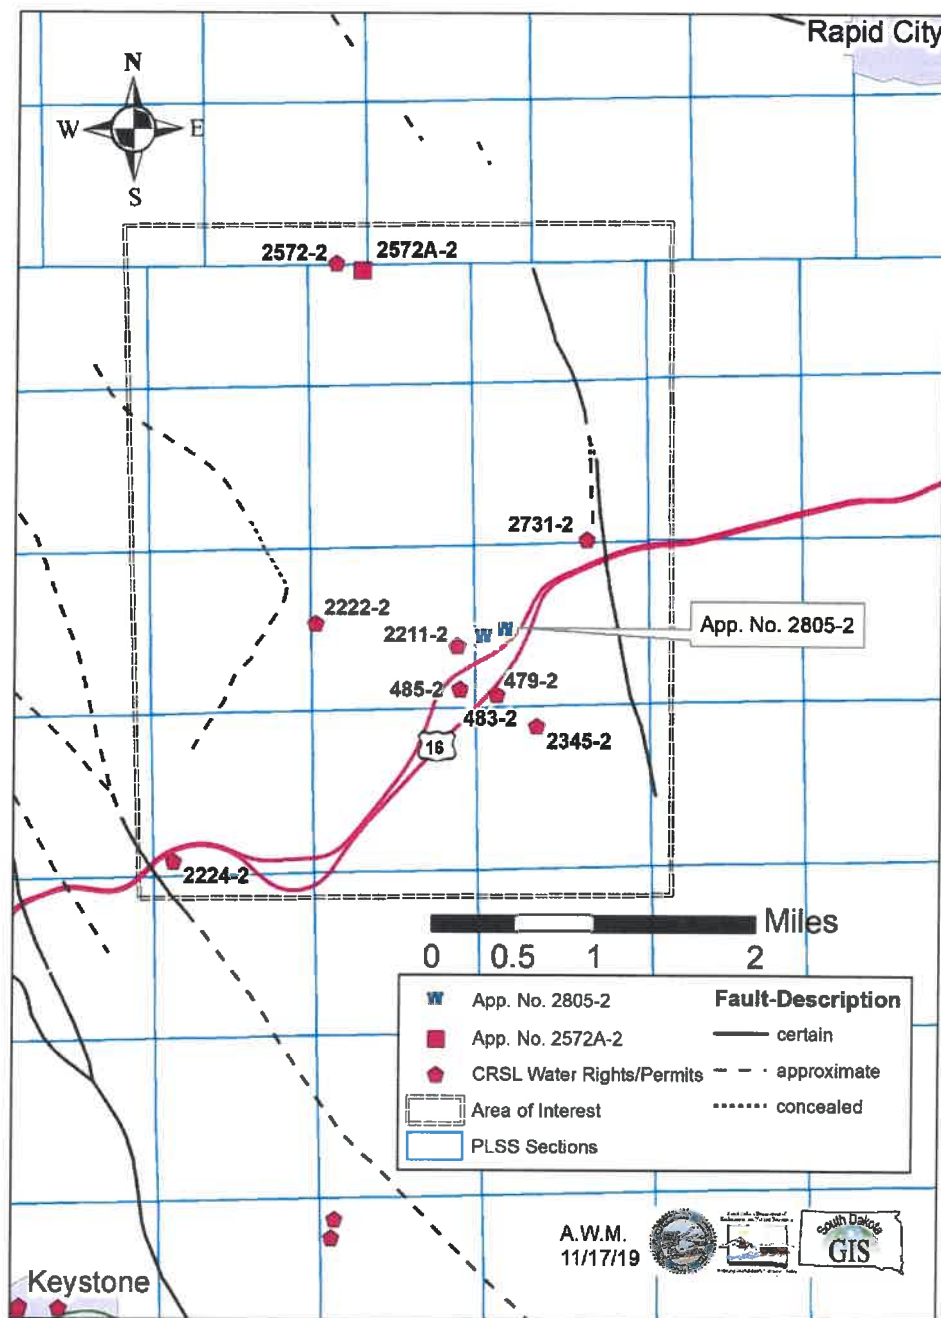 Rapid City
N
W E
S
2572-2 2572A-2
2731-2
2222-2
2211-2
App. No. 2805-2
485-2 479-2
483-2
2345-2
16
2224-2
Miles
0 0.5 1 2
W App. No. 2805-2
App. No. 2572A-2
CRSL Water Rights/Permits
Area of Interest
PLSS Sections
Fault-Description
certain
approximate
concealed
A.W.M.
11/17/19
South Dakota
GIS
Keystone
W W